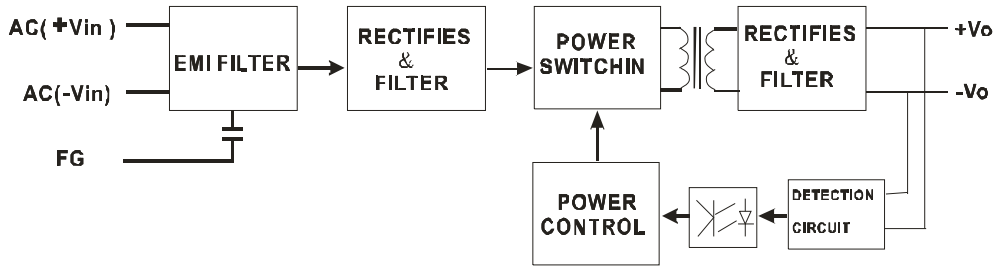 AC(+Vin )
AC(-Vin)
FG
EMI FILTER
RECTIFIES
&
FILTER
POWER
SWITCHIN
RECTIFIES
&
FILTER
+Vo
-Vo
POWER
CONTROL
DETECTION
CIRCUIT